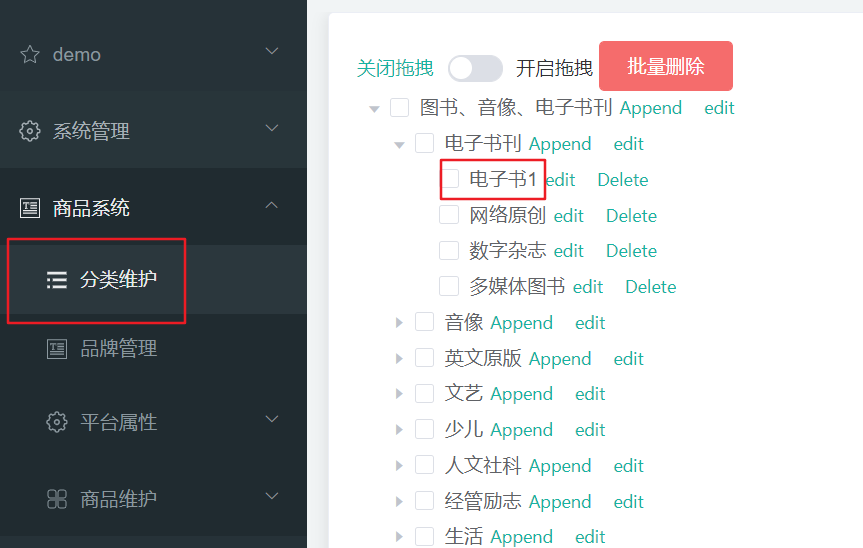 demo
系统管理
商品系统
分类维护
品牌管理
平台属性
商品维护
关闭拖拽 开启拖拽 批量删除
图书、音像、电子书刊 Append edit
电子书刊 Append edit
电子书1 edit Delete
网络原创 edit Delete
数字杂志 edit Delete
多媒体图书 edit Delete
音像 Append edit
英文原版 Append edit
文艺 Append edit
少儿 Append edit
人文社科 Append edit
经管励志 Append edit
生活 Append edit